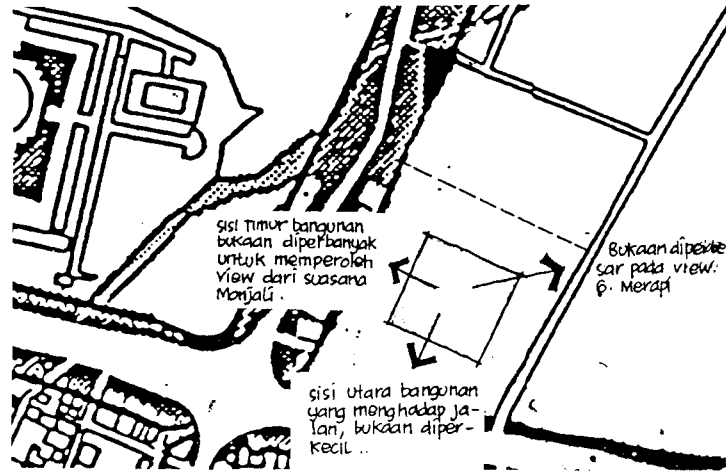 sisi Timur bangunan
bukaan diperbanyak
untuk memperoleh
view dari suasana
Monjali.
Bukaan diperbe
sar pada view:
G. Merapi
sisi utara bangunan
yang menghadap ja-
lan, bukaan diper-
kecil ..